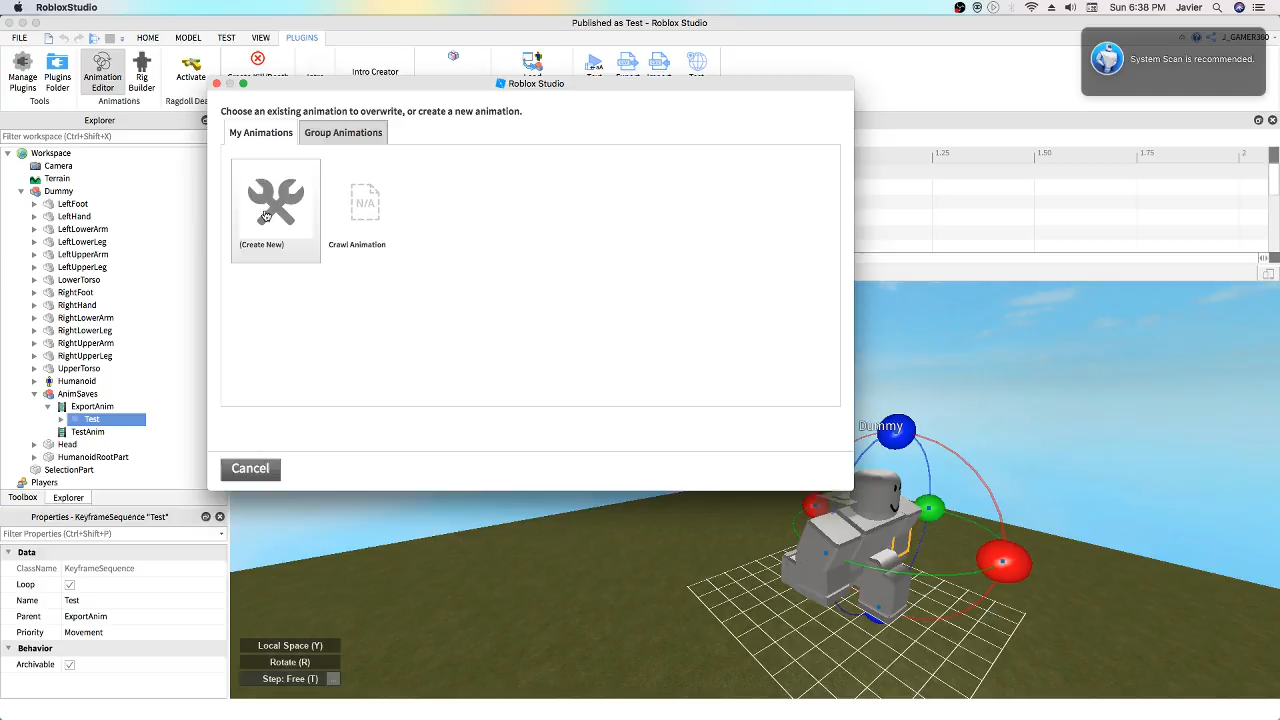 RobloxStudio
Sun 6:38 PM Javier
Published as Test - Roblox Studio
FILE HOME MODEL TEST VIEW PLUGINS
J_GAMER360
System Scan is recommended.
Manage Plugins
Plugins Folder
Animation Editor
Rig Builder
Activate
Intro Creator
Tools
Animations
Ragdoll Dea
Roblox Studio
Explorer
Filter workspace (Ctrl+Shift+X)
Choose an existing animation to overwrite, or create a new animation.
My Animations
Group Animations
(Create New)
N/A
Crawl Animation
Cancel
1.25 1.50 1.75 2
Workspace
Camera
Terrain
Dummy
LeftFoot
LeftHand
LeftLowerArm
LeftLowerLeg
LeftUpperArm
LeftUpperLeg
LowerTorso
RightFoot
RightHand
RightLowerArm
RightLowerLeg
RightUpperArm
RightUpperLeg
UpperTorso
Humanoid
AnimSaves
ExportAnim
Test
TestAnim
Head
HumanoidRootPart
SelectionPart
Players
Toolbox Explorer
Properties - KeyframeSequence "Test"
Filter Properties (Ctrl+Shift+P)
Data
ClassName KeyframeSequence
Loop
Name Test
Parent ExportAnim
Priority Movement
Behavior
Archivable
Dummy
Local Space (Y)
Rotate (R)
Step: Free (T) ...